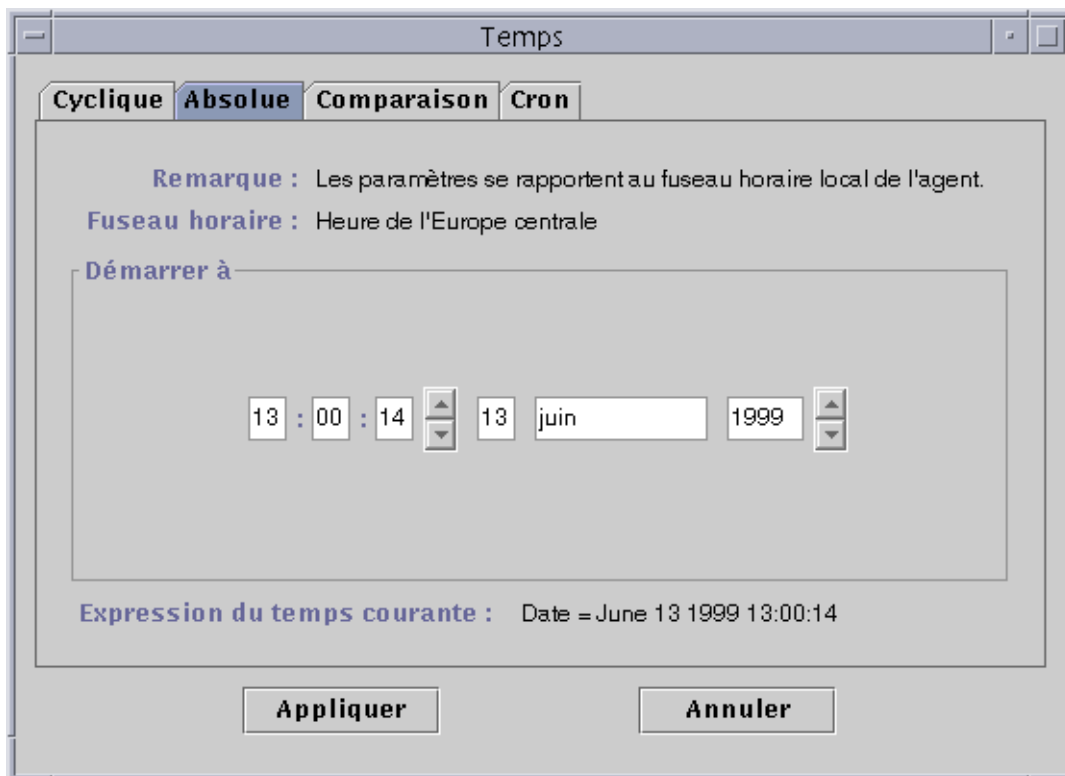 Temps
Cyclique Absolue Comparaison Cron
Remarque : Les paramètres se rapportent au fuseau horaire local de l'agent.
Fuseau horaire : Heure de l'Europe centrale
Démarrer à
13 : 00 : 14 13 juin 1999
Expression du temps courante : Date = June 13 1999 13:00:14
Appliquer Annuler